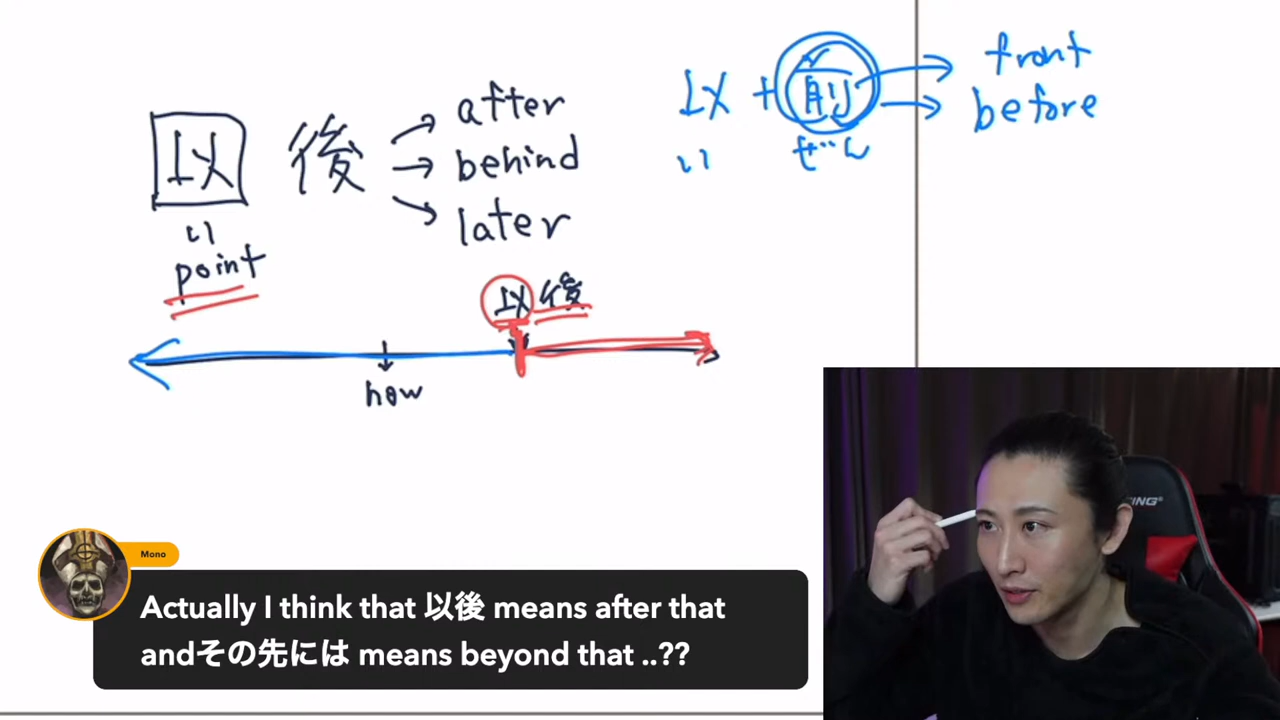 以後
い
point
after
behind
later
以+前
い ぜん
front
before
以後
now
Mono
Actually I think that 以後 means after that
andその先には means beyond that ..??
ING